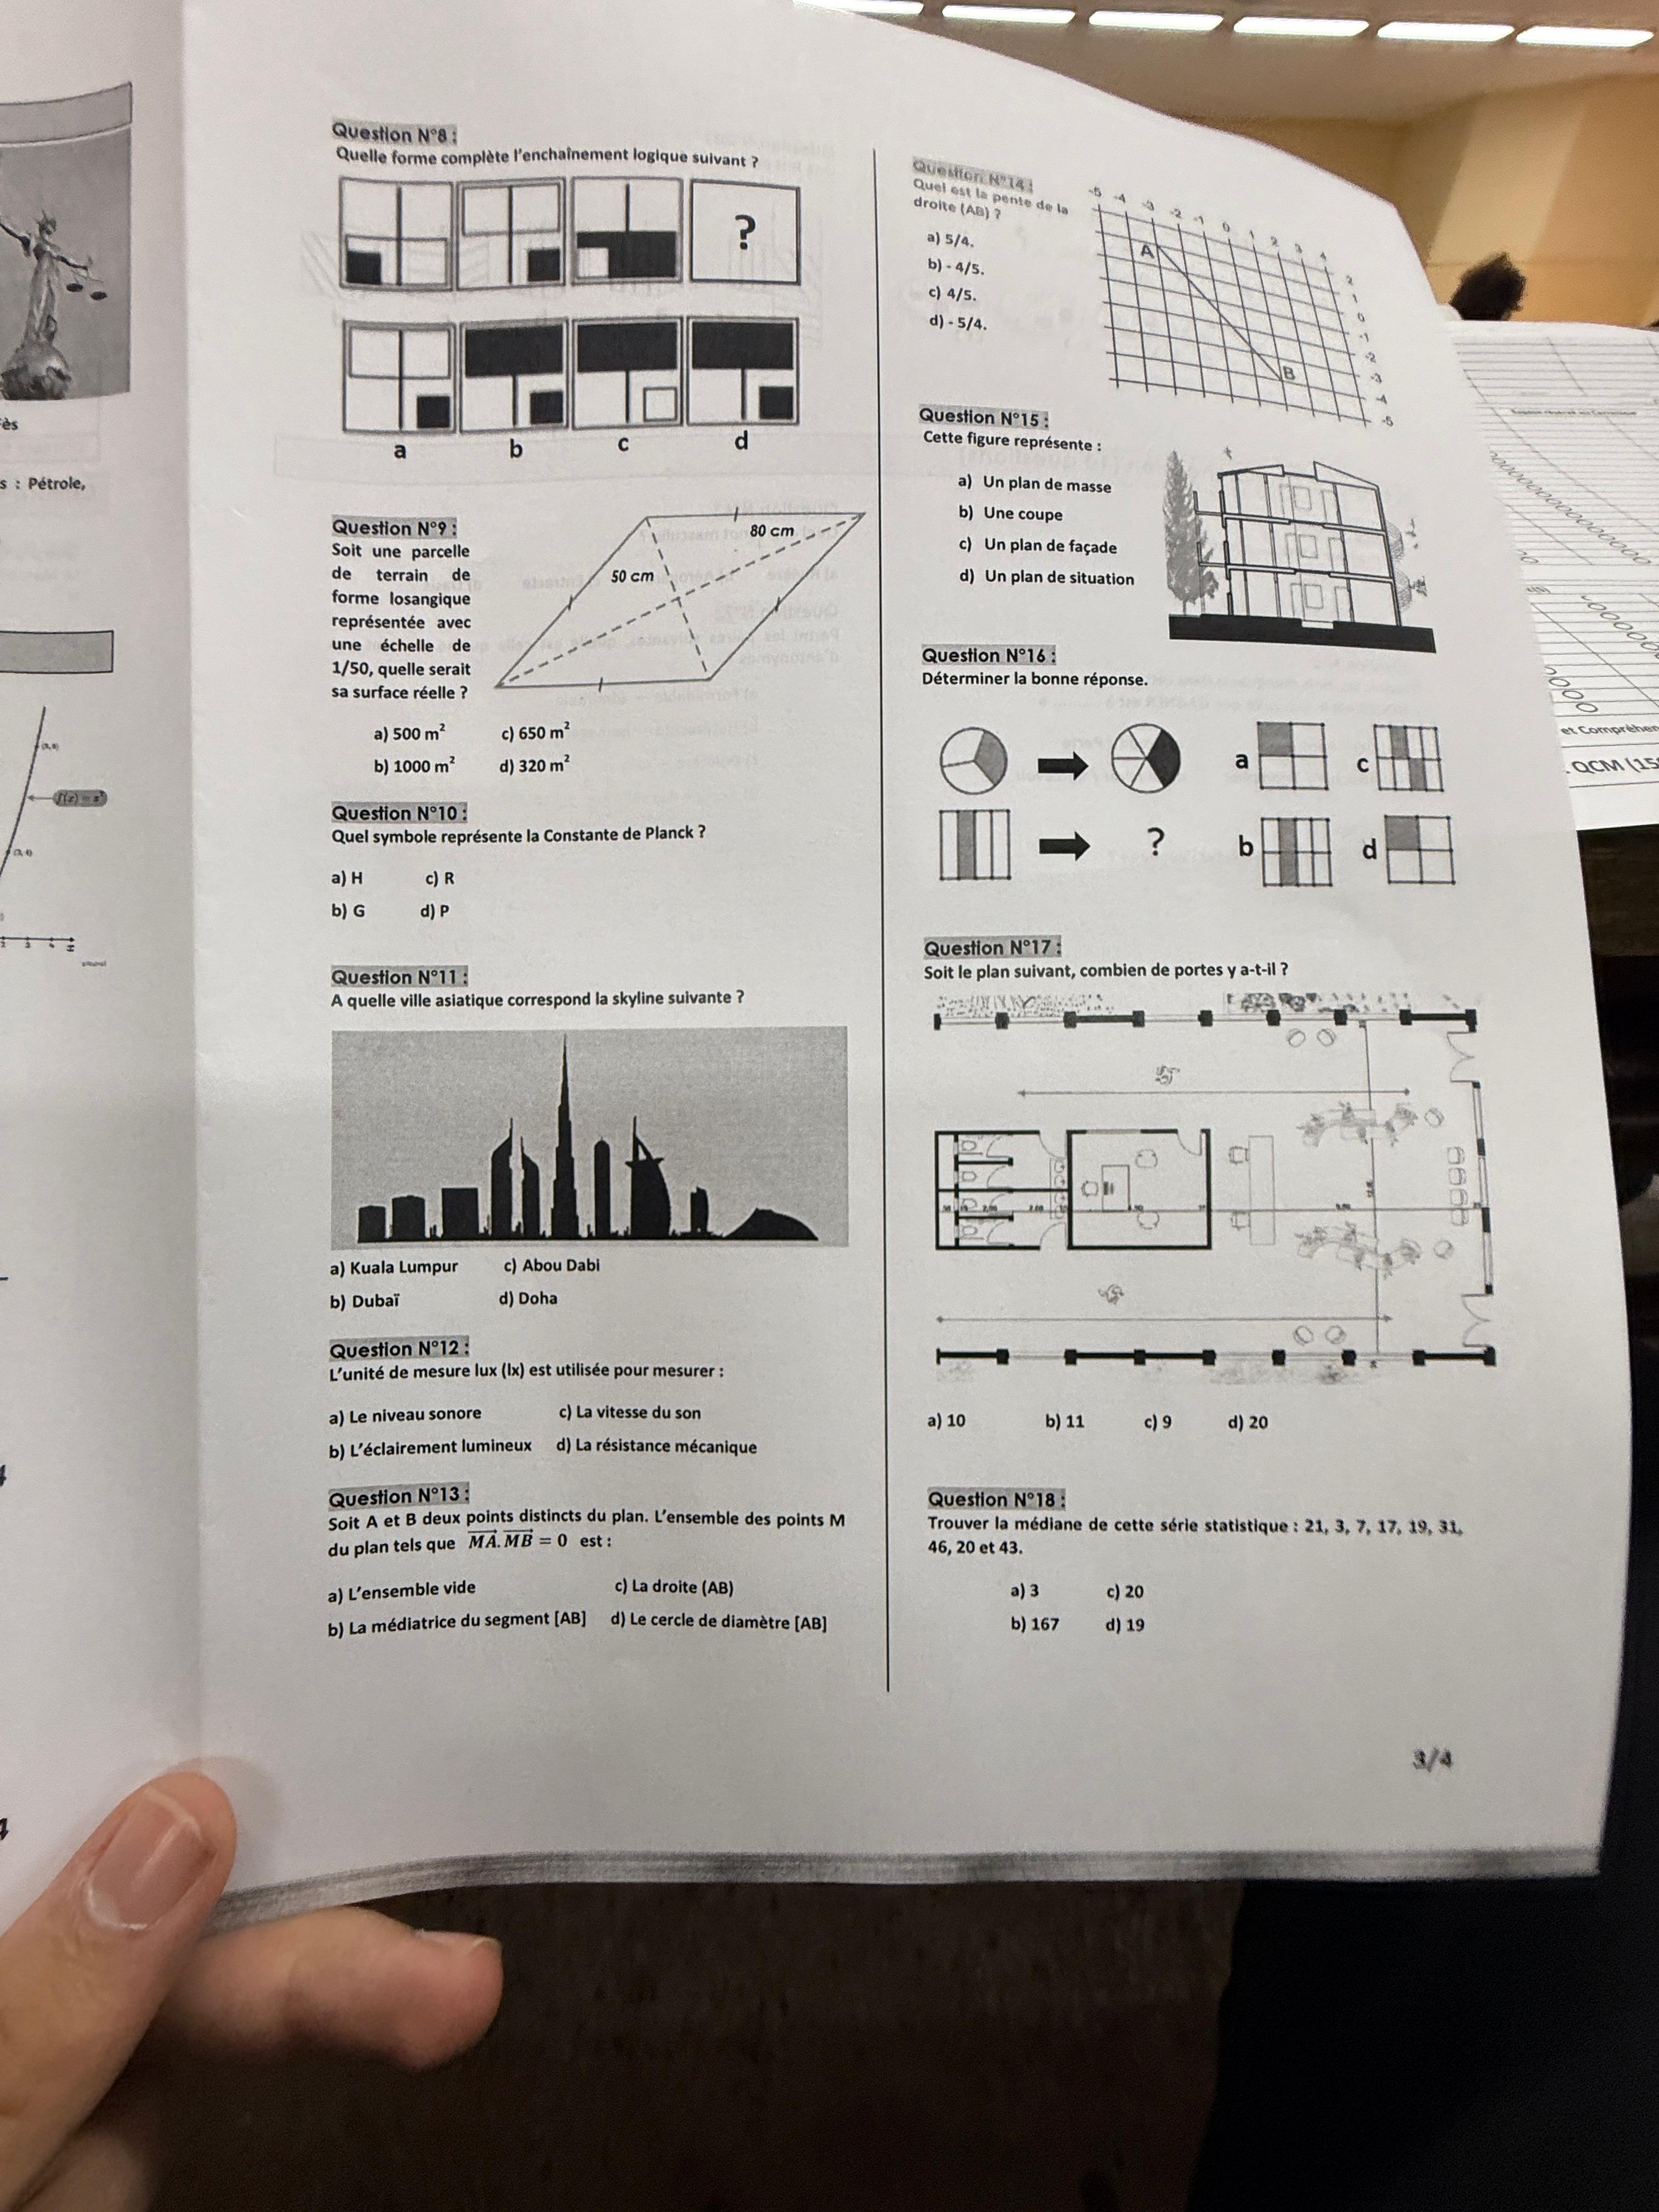 ès
s : Pétrole,
Question N°8 :
Quelle forme complète l'enchaînement logique suivant ?
?
a b c d
Question N°9 :
Soit une parcelle
de terrain de
forme losangique
représentée avec
une échelle de
1/50, quelle serait
sa surface réelle ?
80 cm
50 cm
a) 500 m² c) 650 m²
b) 1000 m² d) 320 m²
Question N°10 :
Quel symbole représente la Constante de Planck ?
a) H c) R
b) G d) P
Question N°11 :
A quelle ville asiatique correspond la skyline suivante ?
a) Kuala Lumpur c) Abou Dabi
b) Dubaï d) Doha
Question N°12 :
L'unité de mesure lux (lx) est utilisée pour mesurer :
a) Le niveau sonore c) La vitesse du son
b) L'éclairement lumineux d) La résistance mécanique
Question N°13 :
Soit A et B deux points distincts du plan. L'ensemble des points M
du plan tels que MA. MB = 0 est :
a) L'ensemble vide c) La droite (AB)
b) La médiatrice du segment [AB] d) Le cercle de diamètre [AB]
Question N°14 :
Quel est la pente de la
droite (AB) ?
a) 5/4.
b) - 4/5.
c) 4/5.
d) - 5/4.
-5 -4 -3 -2 -1 0 1 2 3 4
2
1
0
-1
-2
-3
-4
-5
A
B
Question N°15 :
Cette figure représente :
a) Un plan de masse
b) Une coupe
c) Un plan de façade
d) Un plan de situation
Question N°16 :
Déterminer la bonne réponse.
a c
? b d
Question N°17 :
Soit le plan suivant, combien de portes y a-t-il ?
a) 10 b) 11 c) 9 d) 20
Question N°18 :
Trouver la médiane de cette série statistique : 21, 3, 7, 17, 19, 31,
46, 20 et 43.
a) 3 c) 20
b) 167 d) 19
3/4
et Compréhen
QCM (15